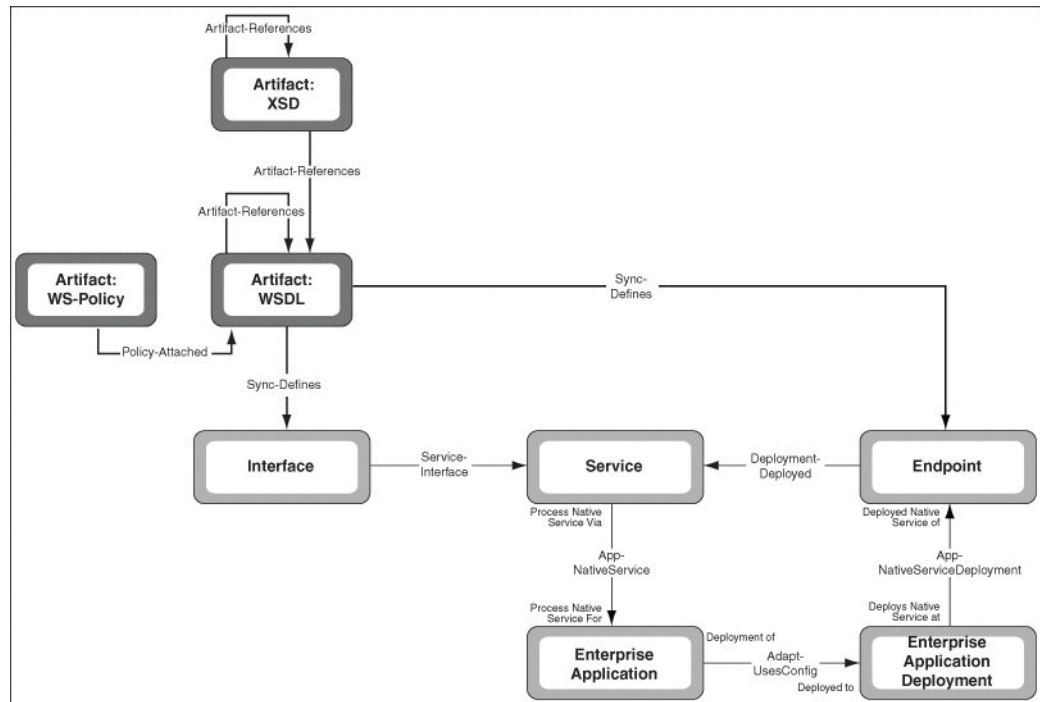 Artifact-References
Artifact:
XSD
Artifact-References
Artifact-References
Artifact:
WS-Policy
Artifact:
WSDL
Sync-
Defines
Policy-Attached
Sync-Defines
Interface
Service-
Interface
Service
Deployment-
Deployed
Endpoint
Process Native
Service Via
Deployed Native
Service of
App-
NativeService
App-
NativeServiceDeployment
Process Native
Service For
Deploys Native
Service at
Enterprise
Application
Deployment of
Adapt-
UsesConfig
Deployed to
Enterprise
Application
Deployment